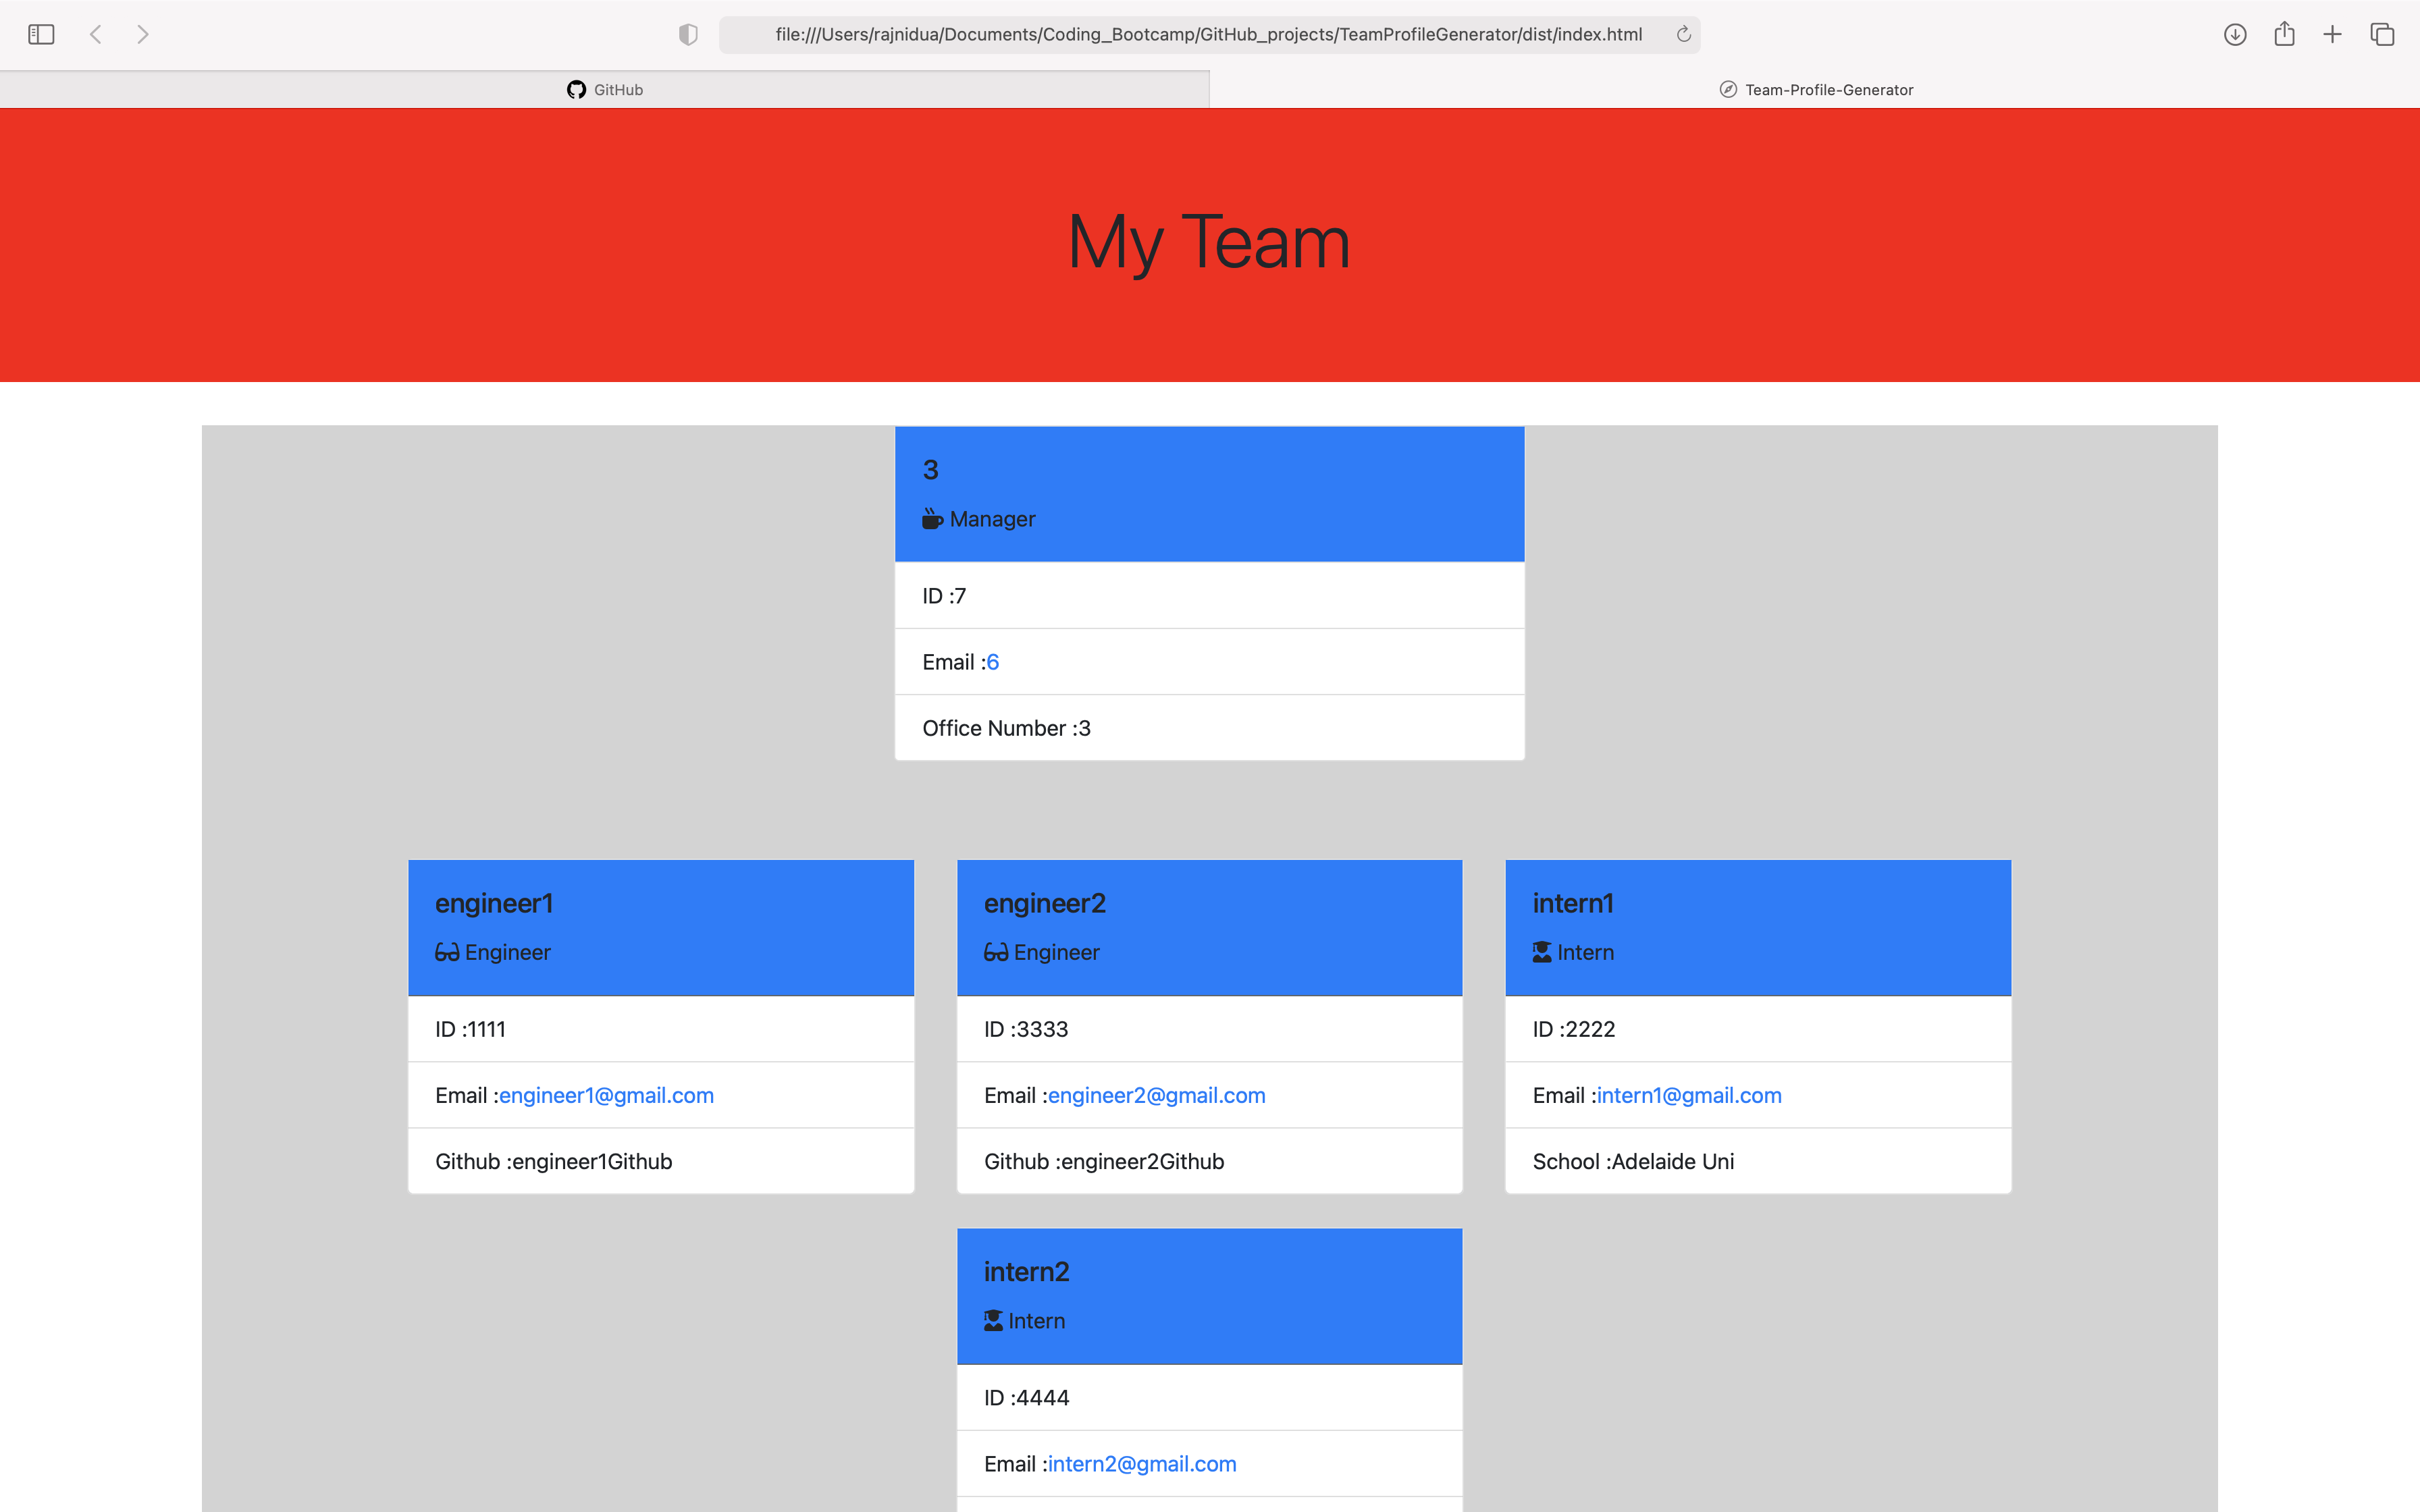 file:///Users/rajnidua/Documents/Coding_Bootcamp/GitHub_projects/TeamProfileGenerator/dist/index.html
GitHub
Team-Profile-Generator
My Team
3
Manager
ID :7
Email :6
Office Number :3
engineer1
Engineer
ID :1111
Email :engineer1@gmail.com
Github :engineer1Github
engineer2
Engineer
ID :3333
Email :engineer2@gmail.com
Github :engineer2Github
intern1
Intern
ID :2222
Email :intern1@gmail.com
School :Adelaide Uni
intern2
Intern
ID :4444
Email :intern2@gmail.com